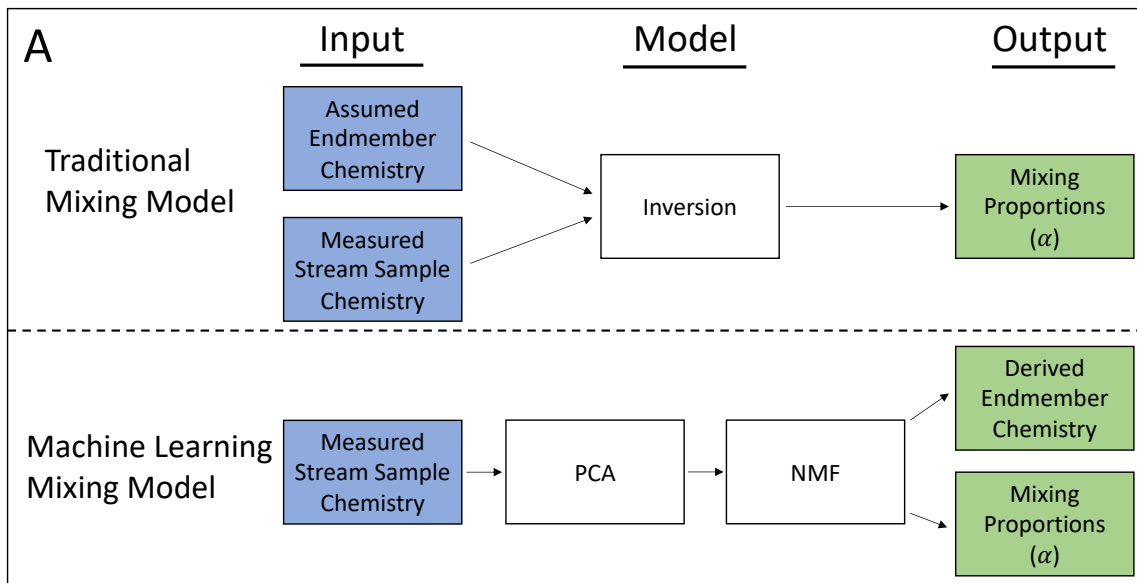 A
Input
Model
Output
Traditional
Mixing Model
Assumed
Endmember
Chemistry
Measured
Stream Sample
Chemistry
Inversion
Mixing
Proportions
(α)
Machine Learning
Mixing Model
Measured
Stream Sample
Chemistry
PCA
NMF
Derived
Endmember
Chemistry
Mixing
Proportions
(α)